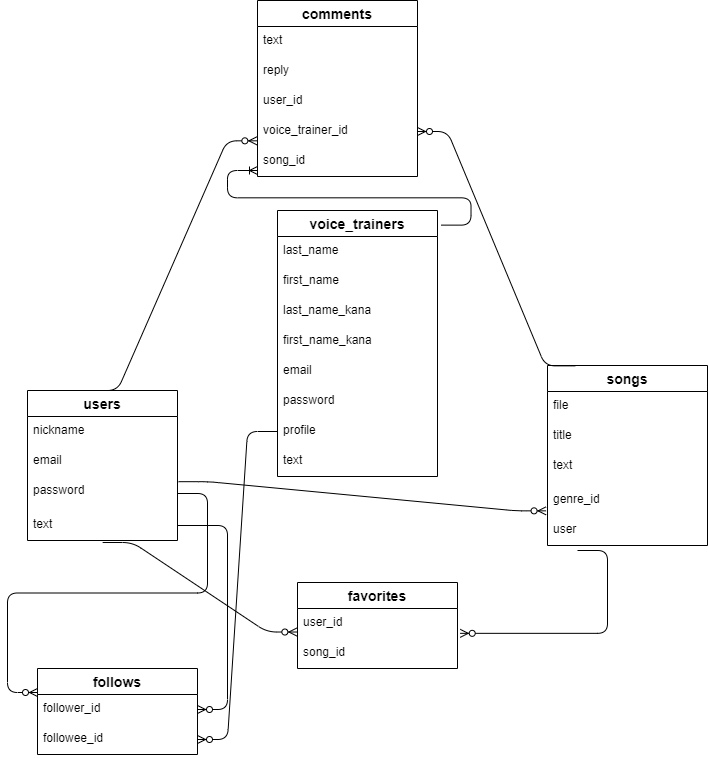 comments
text
reply
user_id
voice_trainer_id
song_id
voice_trainers
last_name
first_name
last_name_kana
first_name_kana
email
password
profile
text
users
nickname
email
password
text
songs
file
title
text
genre_id
user
favorites
user_id
song_id
follows
follower_id
followee_id